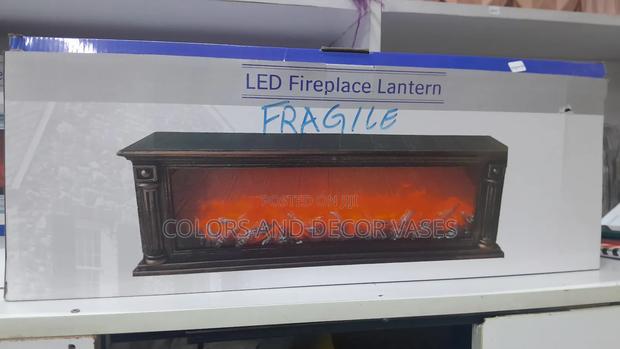 LED Fireplace Lantern
FRAGILE
POSTED ON JIJI
COLORS AND DECOR VASES